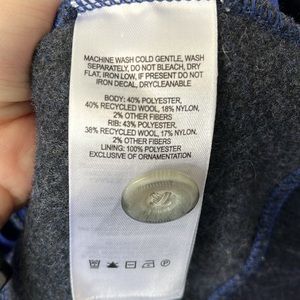 MACHINE WASH COLD GENTLE, WASH
SEPARATELY, DO NOT BLEACH, DRY
FLAT, IRON LOW, IF PRESENT DO NOT
IRON DECAL, DRYCLEANABLE
BODY: 40% POLYESTER,
40% RECYCLED WOOL, 18% NYLON,
2% OTHER FIBERS
RIB: 43% POLYESTER,
38% RECYCLED WOOL, 17% NYLON,
2% OTHER FIBERS
LINING: 100% POLYESTER
EXCLUSIVE OF ORNAMENTATION